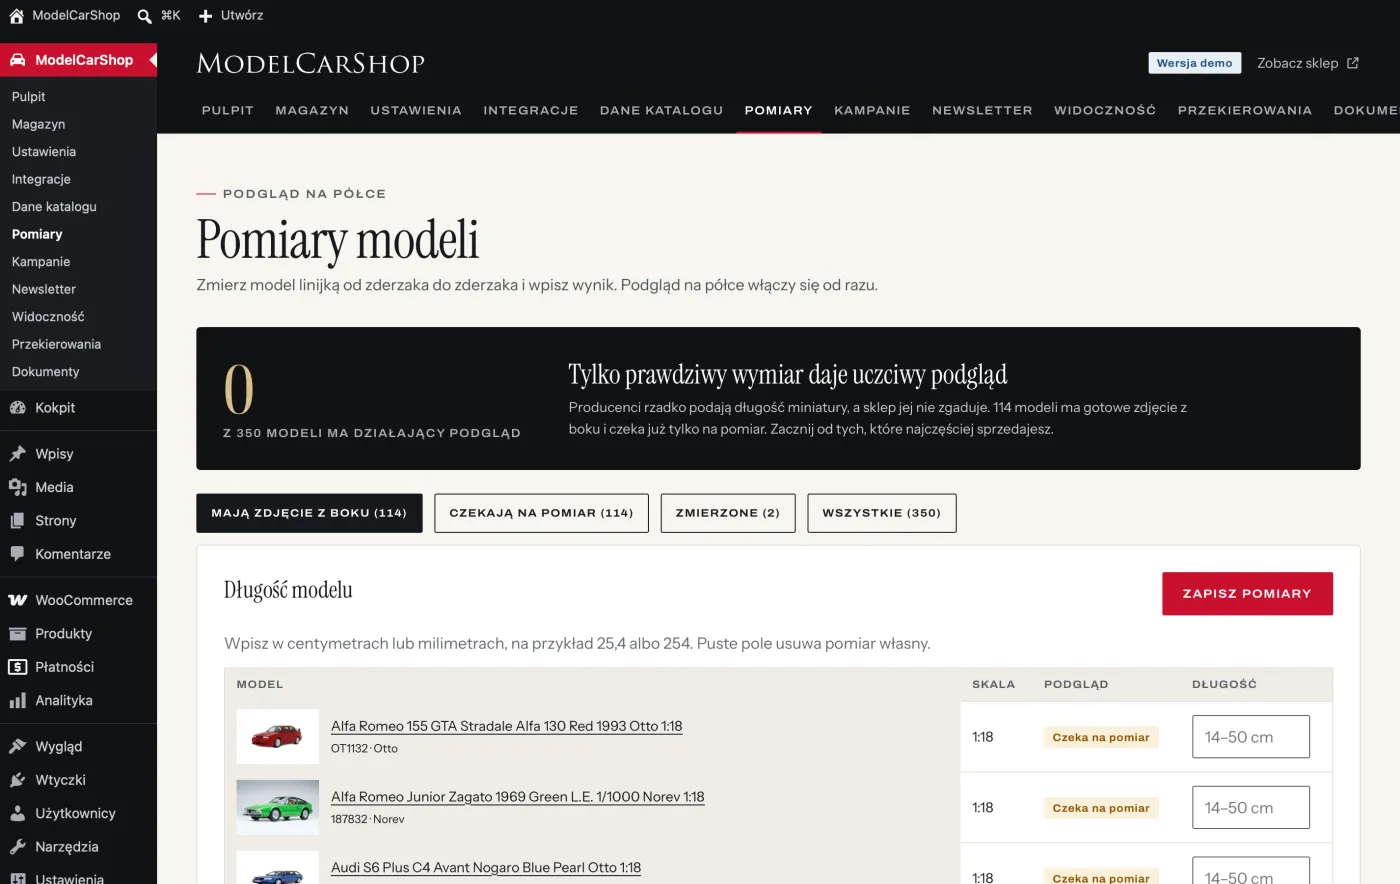 ModelCarShop
⌘K
Utwórz
ModelCarShop
Pulpit
Magazyn
Ustawienia
Integracje
Dane katalogu
Pomiary
Kampanie
Newsletter
Widoczność
Przekierowania
Dokumenty
Kokpit
Wpisy
Media
Strony
Komentarze
WooCommerce
Produkty
Płatności
Analityka
Wygląd
Wtyczki
Użytkownicy
Narzędzia
Ustawienia
ModelCarShop
Wersja demo
Zobacz sklep
PULPIT MAGAZYN USTAWIENIA INTEGRACJE DANE KATALOGU POMIARY KAMPANIE NEWSLETTER WIDOCZNOŚĆ PRZEKIEROWANIA DOKUME
PODGLĄD NA PÓŁCE
Pomiary modeli
Zmierz model linijką od zderzaka do zderzaka i wpisz wynik. Podgląd na półce włączy się od razu.
0
Z 350 MODELI MA DZIAŁAJĄCY PODGLĄD
Tylko prawdziwy wymiar daje uczciwy podgląd
Producenci rzadko podają długość miniatury, a sklep jej nie zgaduje. 114 modeli ma gotowe zdjęcie z
boku i czeka już tylko na pomiar. Zacznij od tych, które najczęściej sprzedajesz.
MAJĄ ZDJĘCIE Z BOKU (114)
CZEKAJĄ NA POMIAR (114)
ZMIERZONE (2)
WSZYSTKIE (350)
Długość modelu
ZAPISZ POMIARY
Wpisz w centymetrach lub milimetrach, na przykład 25,4 albo 254. Puste pole usuwa pomiar własny.
MODEL SKALA PODGLĄD DŁUGOŚĆ
Alfa Romeo 155 GTA Stradale Alfa 130 Red 1993 Otto 1:18
OT1132 · Otto
1:18
Czeka na pomiar
14–50 cm
Alfa Romeo Junior Zagato 1969 Green L.E. 1/1000 Norev 1:18
187832 · Norev
1:18
Czeka na pomiar
14–50 cm
Audi S6 Plus C4 Avant Nogaro Blue Pearl Otto 1:18
1:18
Czeka na pomiar
14–50 cm